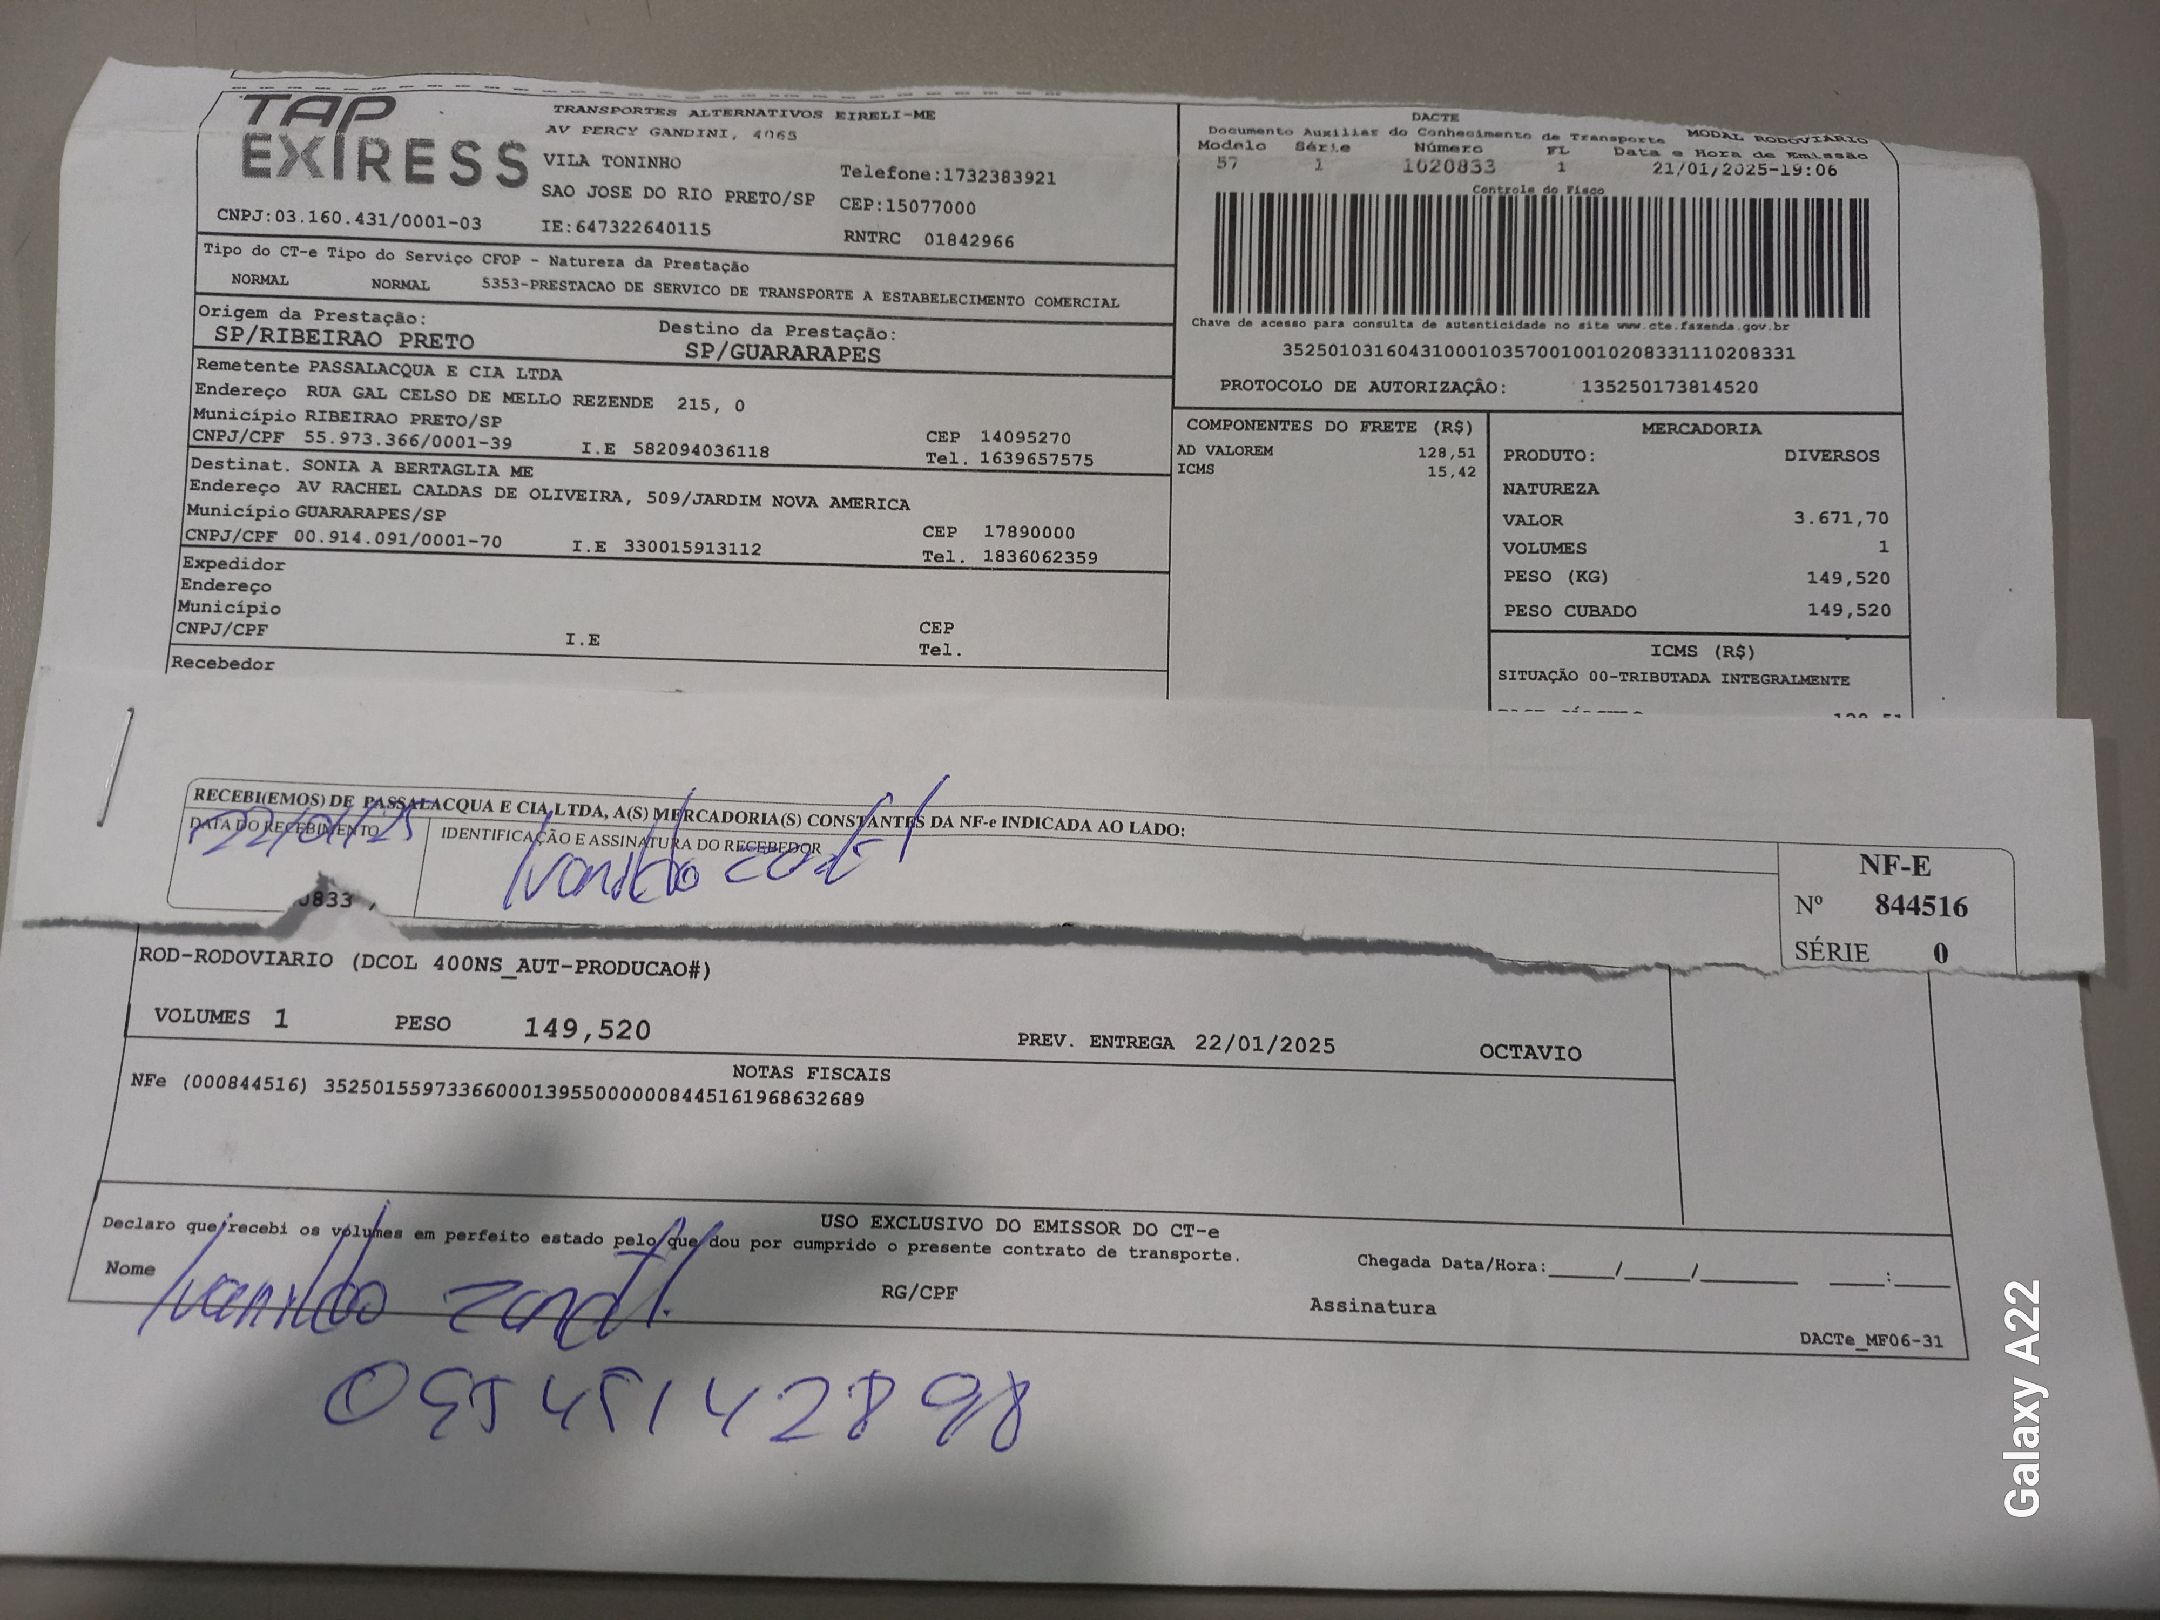 TAP
EXPRESS
TRANSPORTES ALTERNATIVOS EIRELI-ME
AV PERCY GANDINI, 4065
VILA TONINHO
Telefone:1732383921
SAO JOSE DO RIO PRETO/SP CEP:15077000
CNPJ:03.160.431/0001-03 IE:647322640115 RNTRC 01842966
Tipo do CT-e Tipo do Serviço CFOP - Natureza da Prestação
NORMAL NORMAL 5353-PRESTACAO DE SERVICO DE TRANSPORTE A ESTABELECIMENTO COMERCIAL
Origem da Prestação: Destino da Prestação:
SP/RIBEIRAO PRETO SP/GUARARAPES
Remetente PASSALACQUA E CIA LTDA
Endereço RUA GAL CELSO DE MELLO REZENDE 215, 0
Município RIBEIRAO PRETO/SP CEP 14095270
CNPJ/CPF 55.973.366/0001-39 I.E 582094036118 Tel. 1639657575
Destinat. SONIA A BERTAGLIA ME
Endereço AV RACHEL CALDAS DE OLIVEIRA, 509/JARDIM NOVA AMERICA
Município GUARARAPES/SP CEP 17890000
CNPJ/CPF 00.914.091/0001-70 I.E 330015913112 Tel. 1836062359
Expedidor
Endereço
Município CEP
CNPJ/CPF I.E Tel.
Recebedor
DACTE
Documento Auxiliar do Conhecimento de Transporte MODAL RODOVIÁRIO
Modelo Série Número FL Data e Hora de Emissão
57 1 1020833 1 21/01/2025-19:06
Controle do Fisco
Chave de acesso para consulta de autenticidade no site www.cte.fazenda.gov.br
35250103160431000103570010010208331110208331
PROTOCOLO DE AUTORIZAÇÃO: 135250173814520
COMPONENTES DO FRETE (R$)
AD VALOREM 128,51
ICMS 15,42
MERCADORIA
PRODUTO: DIVERSOS
NATUREZA
VALOR 3.671,70
VOLUMES 1
PESO (KG) 149,520
PESO CUBADO 149,520
ICMS (R$)
SITUAÇÃO 00-TRIBUTADA INTEGRALMENTE
RECEBI(EMOS) DE PASSALACQUA E CIA LTDA, A(S) MERCADORIA(S) CONSTANTES DA NF-e INDICADA AO LADO:
DATA DO RECEBIMENTO IDENTIFICAÇÃO E ASSINATURA DO RECEBEDOR
22/01/25 Ivanildo
0833
NF-E
Nº 844516
SÉRIE 0
ROD-RODOVIARIO (DCOL 400NS_AUT-PRODUCAO#)
VOLUMES 1 PESO 149,520 PREV. ENTREGA 22/01/2025 OCTAVIO
NOTAS FISCAIS
NFe (000844516) 35250155973366000139550000008445161968632689
USO EXCLUSIVO DO EMISSOR DO CT-e
Declaro que recebi os volumes em perfeito estado pelo que dou por cumprido o presente contrato de transporte.
Chegada Data/Hora:____/____/______ ___:___
Nome Ivanildo RG/CPF Assinatura
DACTe_MF06-31
Galaxy A22